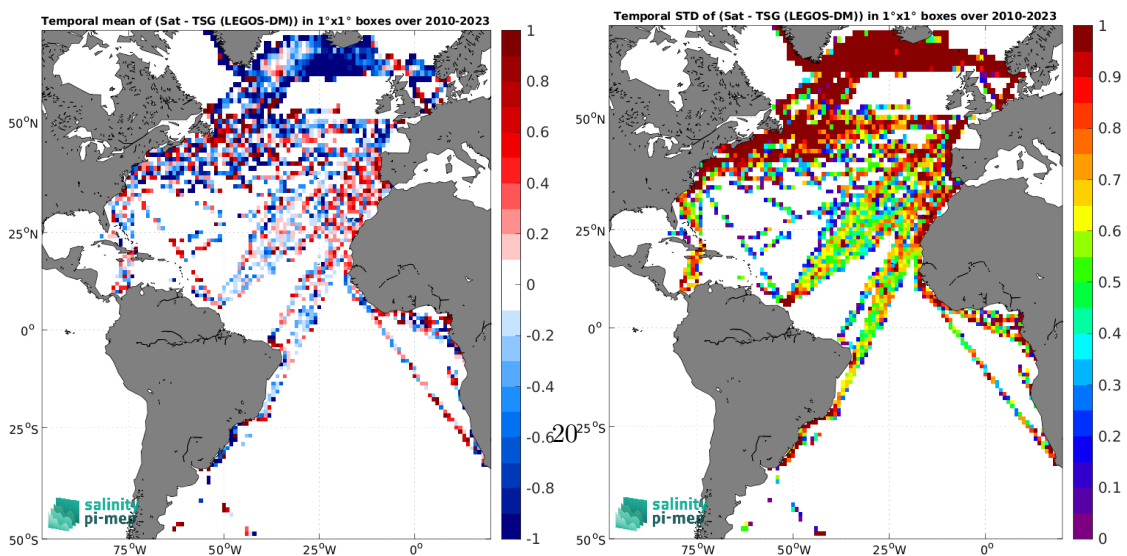 Temporal mean of (Sat - TSG (LEGOS-DM)) in 1°x1° boxes over 2010-2023
50°N
25°N
0°
25°S
50°S
75°W
50°W
25°W
0°
1
0.8
0.6
0.4
0.2
0
-0.2
-0.4
-0.6
-0.8
-1
salinity
pi-mep
20
Temporal STD of (Sat - TSG (LEGOS-DM)) in 1°x1° boxes over 2010-2023
50°N
25°N
0°
25°S
50°S
75°W
50°W
25°W
0°
1
0.9
0.8
0.7
0.6
0.5
0.4
0.3
0.2
0.1
0
salinity
pi-mep